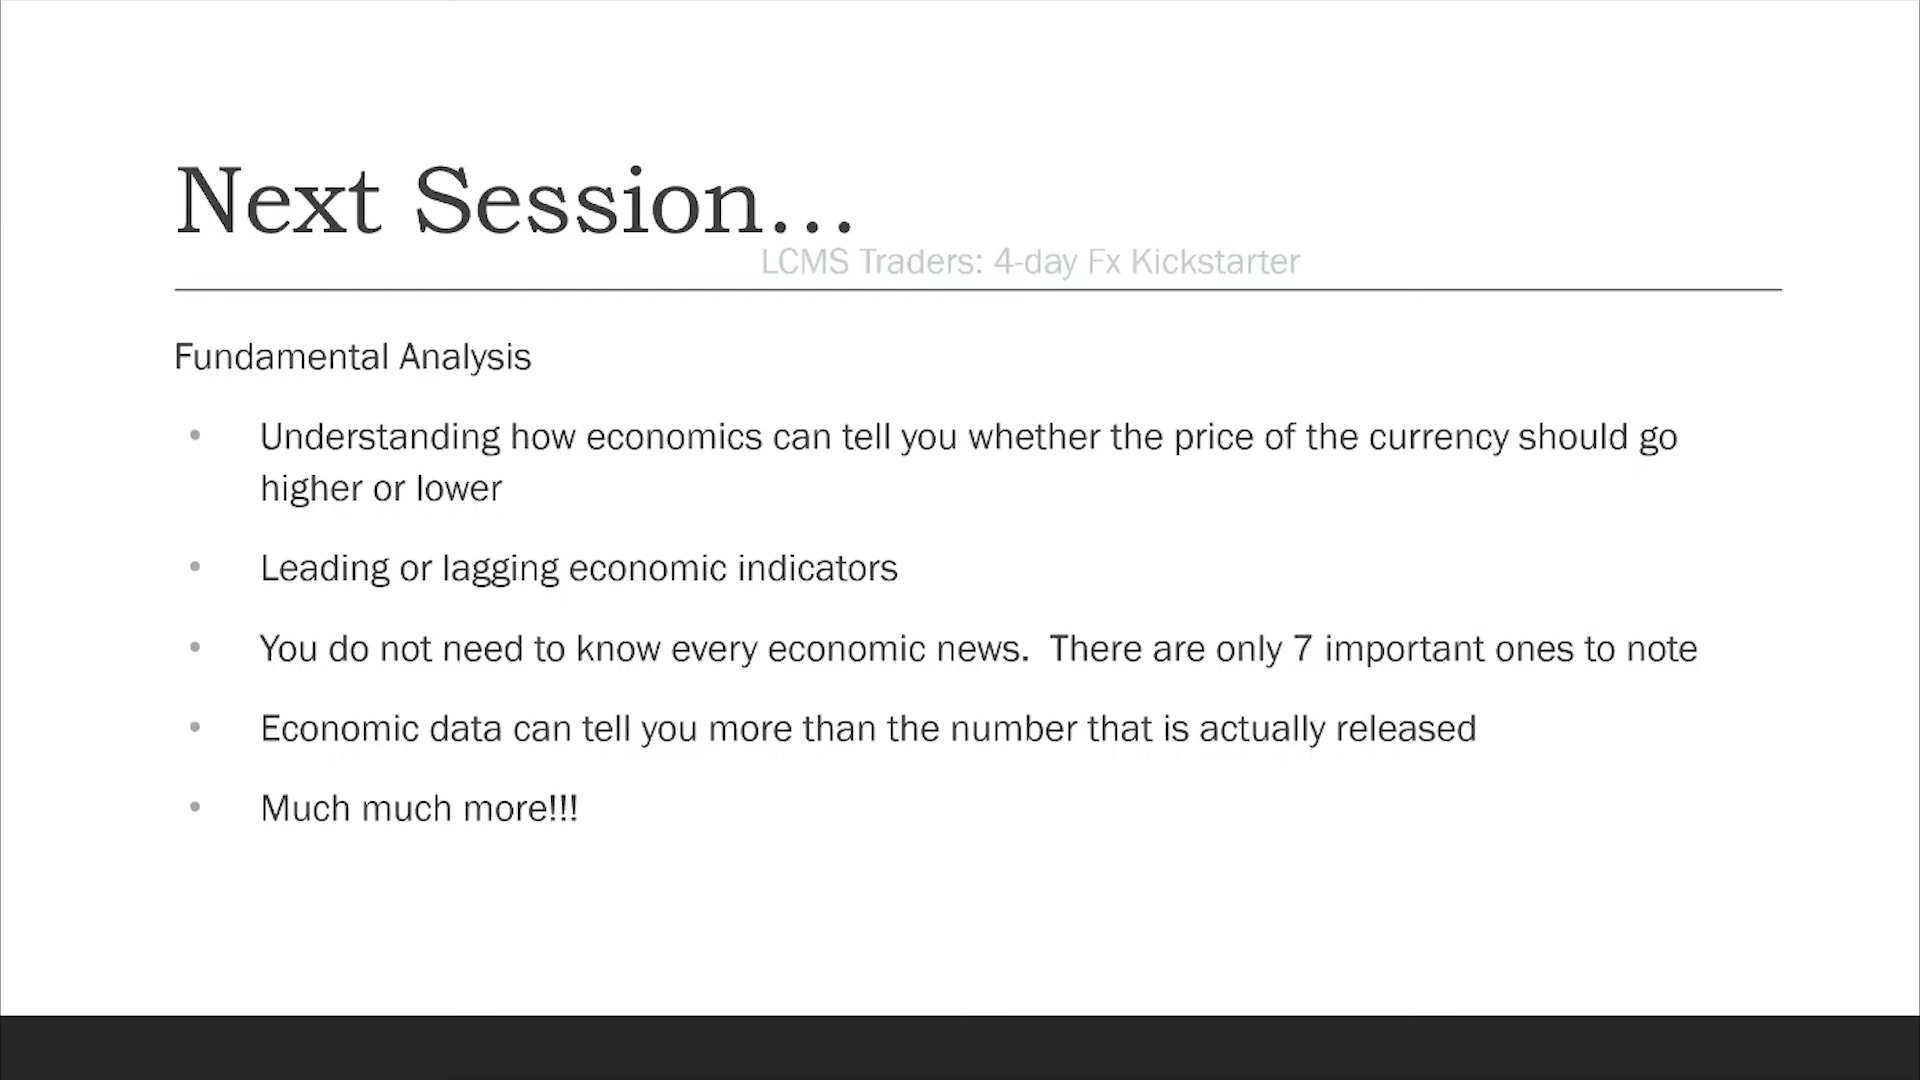 Next Session...
LCMS Traders: 4-day Fx Kickstarter
Fundamental Analysis
• Understanding how economics can tell you whether the price of the currency should go
higher or lower
• Leading or lagging economic indicators
• You do not need to know every economic news.  There are only 7 important ones to note
• Economic data can tell you more than the number that is actually released
• Much much more!!!